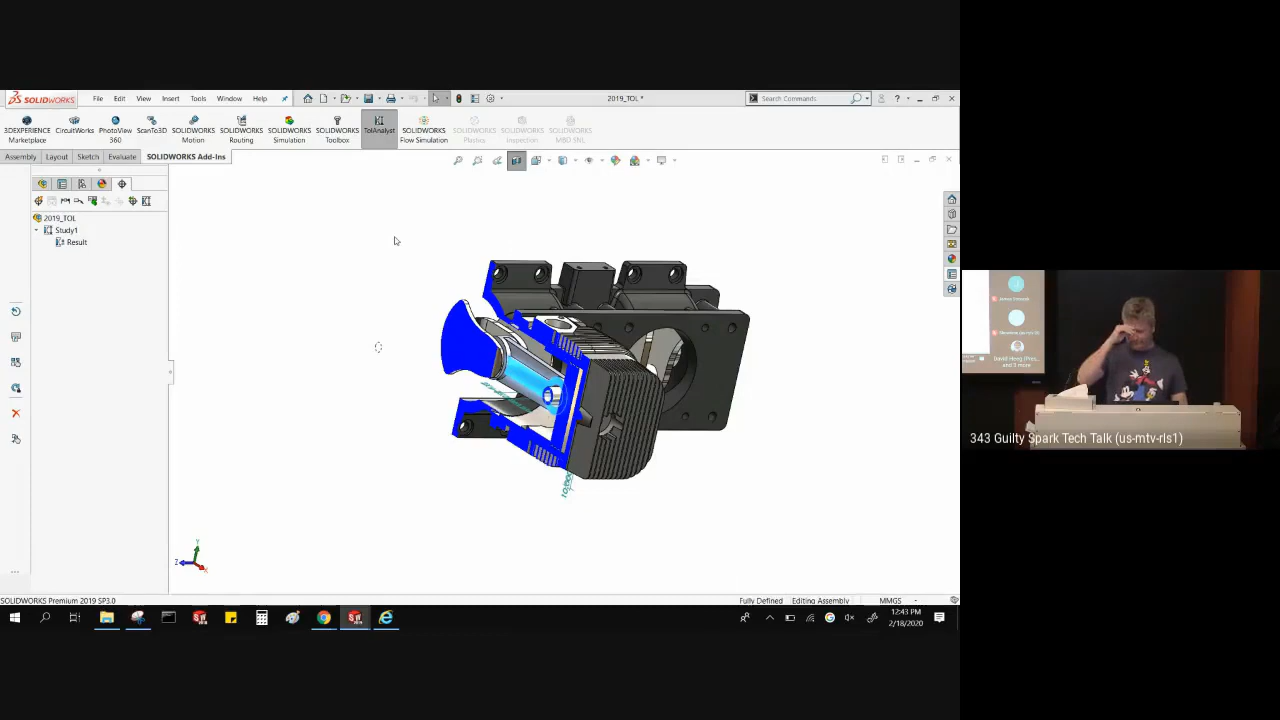 SOLIDWORKS
File Edit View Insert Tools Window Help
2019_TOL *
Search Commands
3DEXPERIENCE Marketplace
CircuitWorks
PhotoView 360
ScanTo3D
SOLIDWORKS Motion
SOLIDWORKS Routing
SOLIDWORKS Simulation
SOLIDWORKS Toolbox
TolAnalyst
SOLIDWORKS Flow Simulation
SOLIDWORKS Plastics
SOLIDWORKS Inspection
SOLIDWORKS MBD SNL
Assembly Layout Sketch Evaluate SOLIDWORKS Add-Ins
2019_TOL
Study1
Result
Y
Z
SOLIDWORKS Premium 2019 SP3.0
Fully Defined Editing Assembly MMGS
12:43 PM
2/18/2020
343 Guilty Spark Tech Talk (us-mtv-rls1)